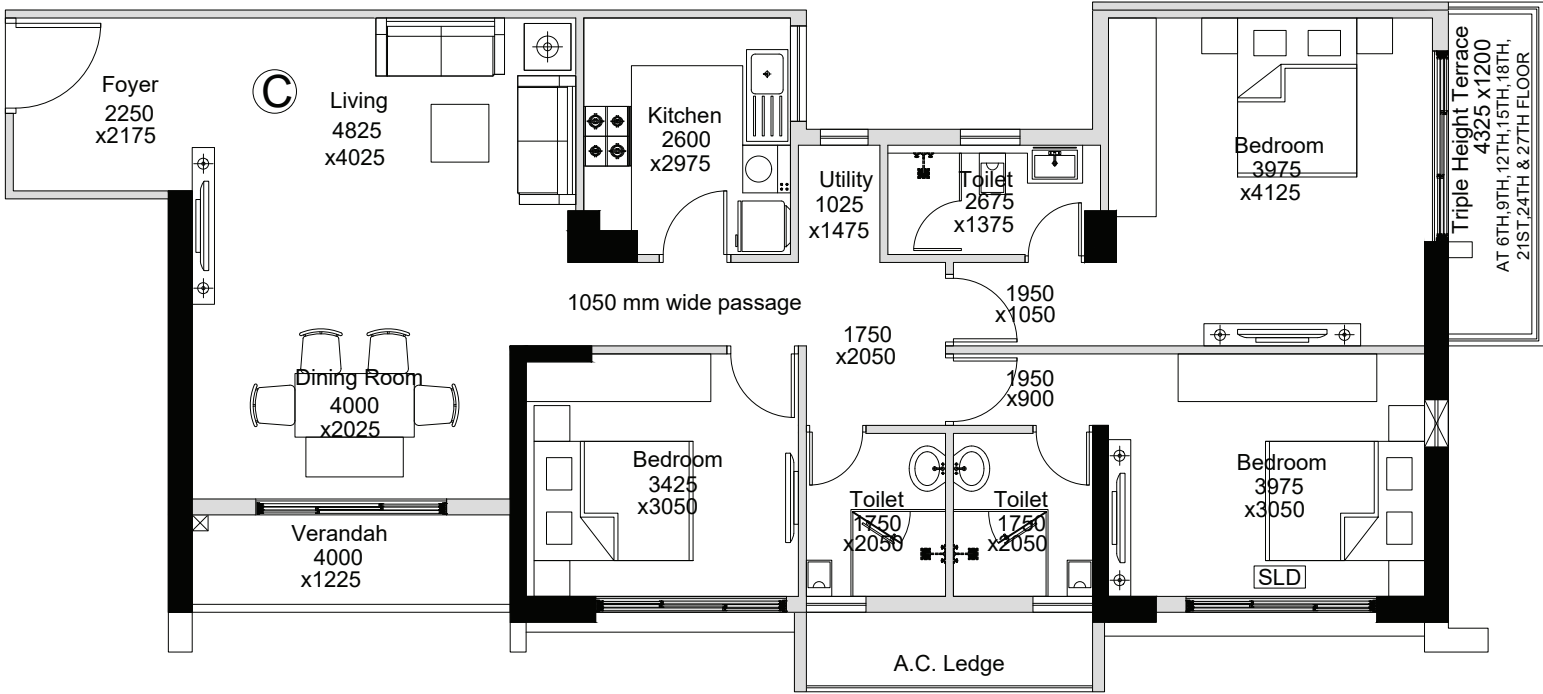 Foyer
2250
x2175
C
Living
4825
x4025
Kitchen
2600
x2975
Utility
1025
x1475
Toilet
2675
x1375
Bedroom
3975
x4125
Triple Height Terrace
4325 x1200
AT 6TH,9TH,12TH,15TH,18TH,
21ST,24TH & 27TH FLOOR
1050 mm wide passage
1950
x1050
1750
x2050
1950
x900
Dining Room
4000
x2025
Bedroom
3425
x3050
Toilet
1750
x2050
Toilet
1750
x2050
Bedroom
3975
x3050
SLD
Verandah
4000
x1225
A.C. Ledge